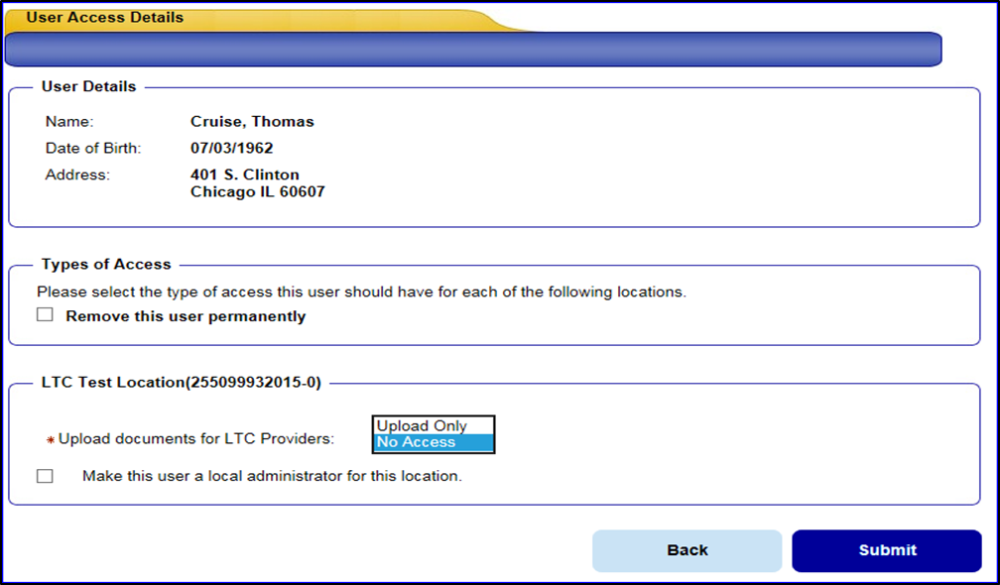 User Access Details
User Details
Name: Cruise, Thomas
Date of Birth: 07/03/1962
Address: 401 S. Clinton
Chicago IL 60607
Types of Access
Please select the type of access this user should have for each of the following locations.
Remove this user permanently
LTC Test Location(255099932015-0)
Upload Only
*Upload documents for LTC Providers:
No Access
Make this user a local administrator for this location.
Back Submit